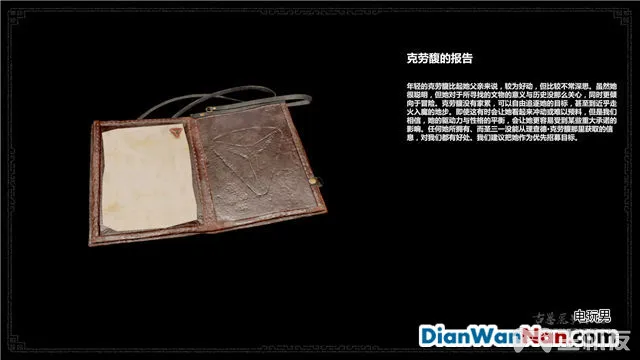 克劳馥的报告
年轻的克劳馥比起她父亲来说，较为好动，但比较不常深思。虽然她
很聪明，但她对于所寻找的文物的意义与历史没那么关心，同时更倾
向于冒险。克劳馥没有家累，可以自由追逐她的目标，甚至到近乎走
火入魔的地步。即使这有时会让她看起来冲动或难以预料，但是我们
相信，她的驱动力与性格的平衡，会让她更容易受到某些重大承诺的
影响。任何她所拥有、而圣三一没能从理查德·克劳馥那里获取的信
息，对我们都有好处。我们建议把她作为优先招募目标。
电玩男
DianWanNan.com